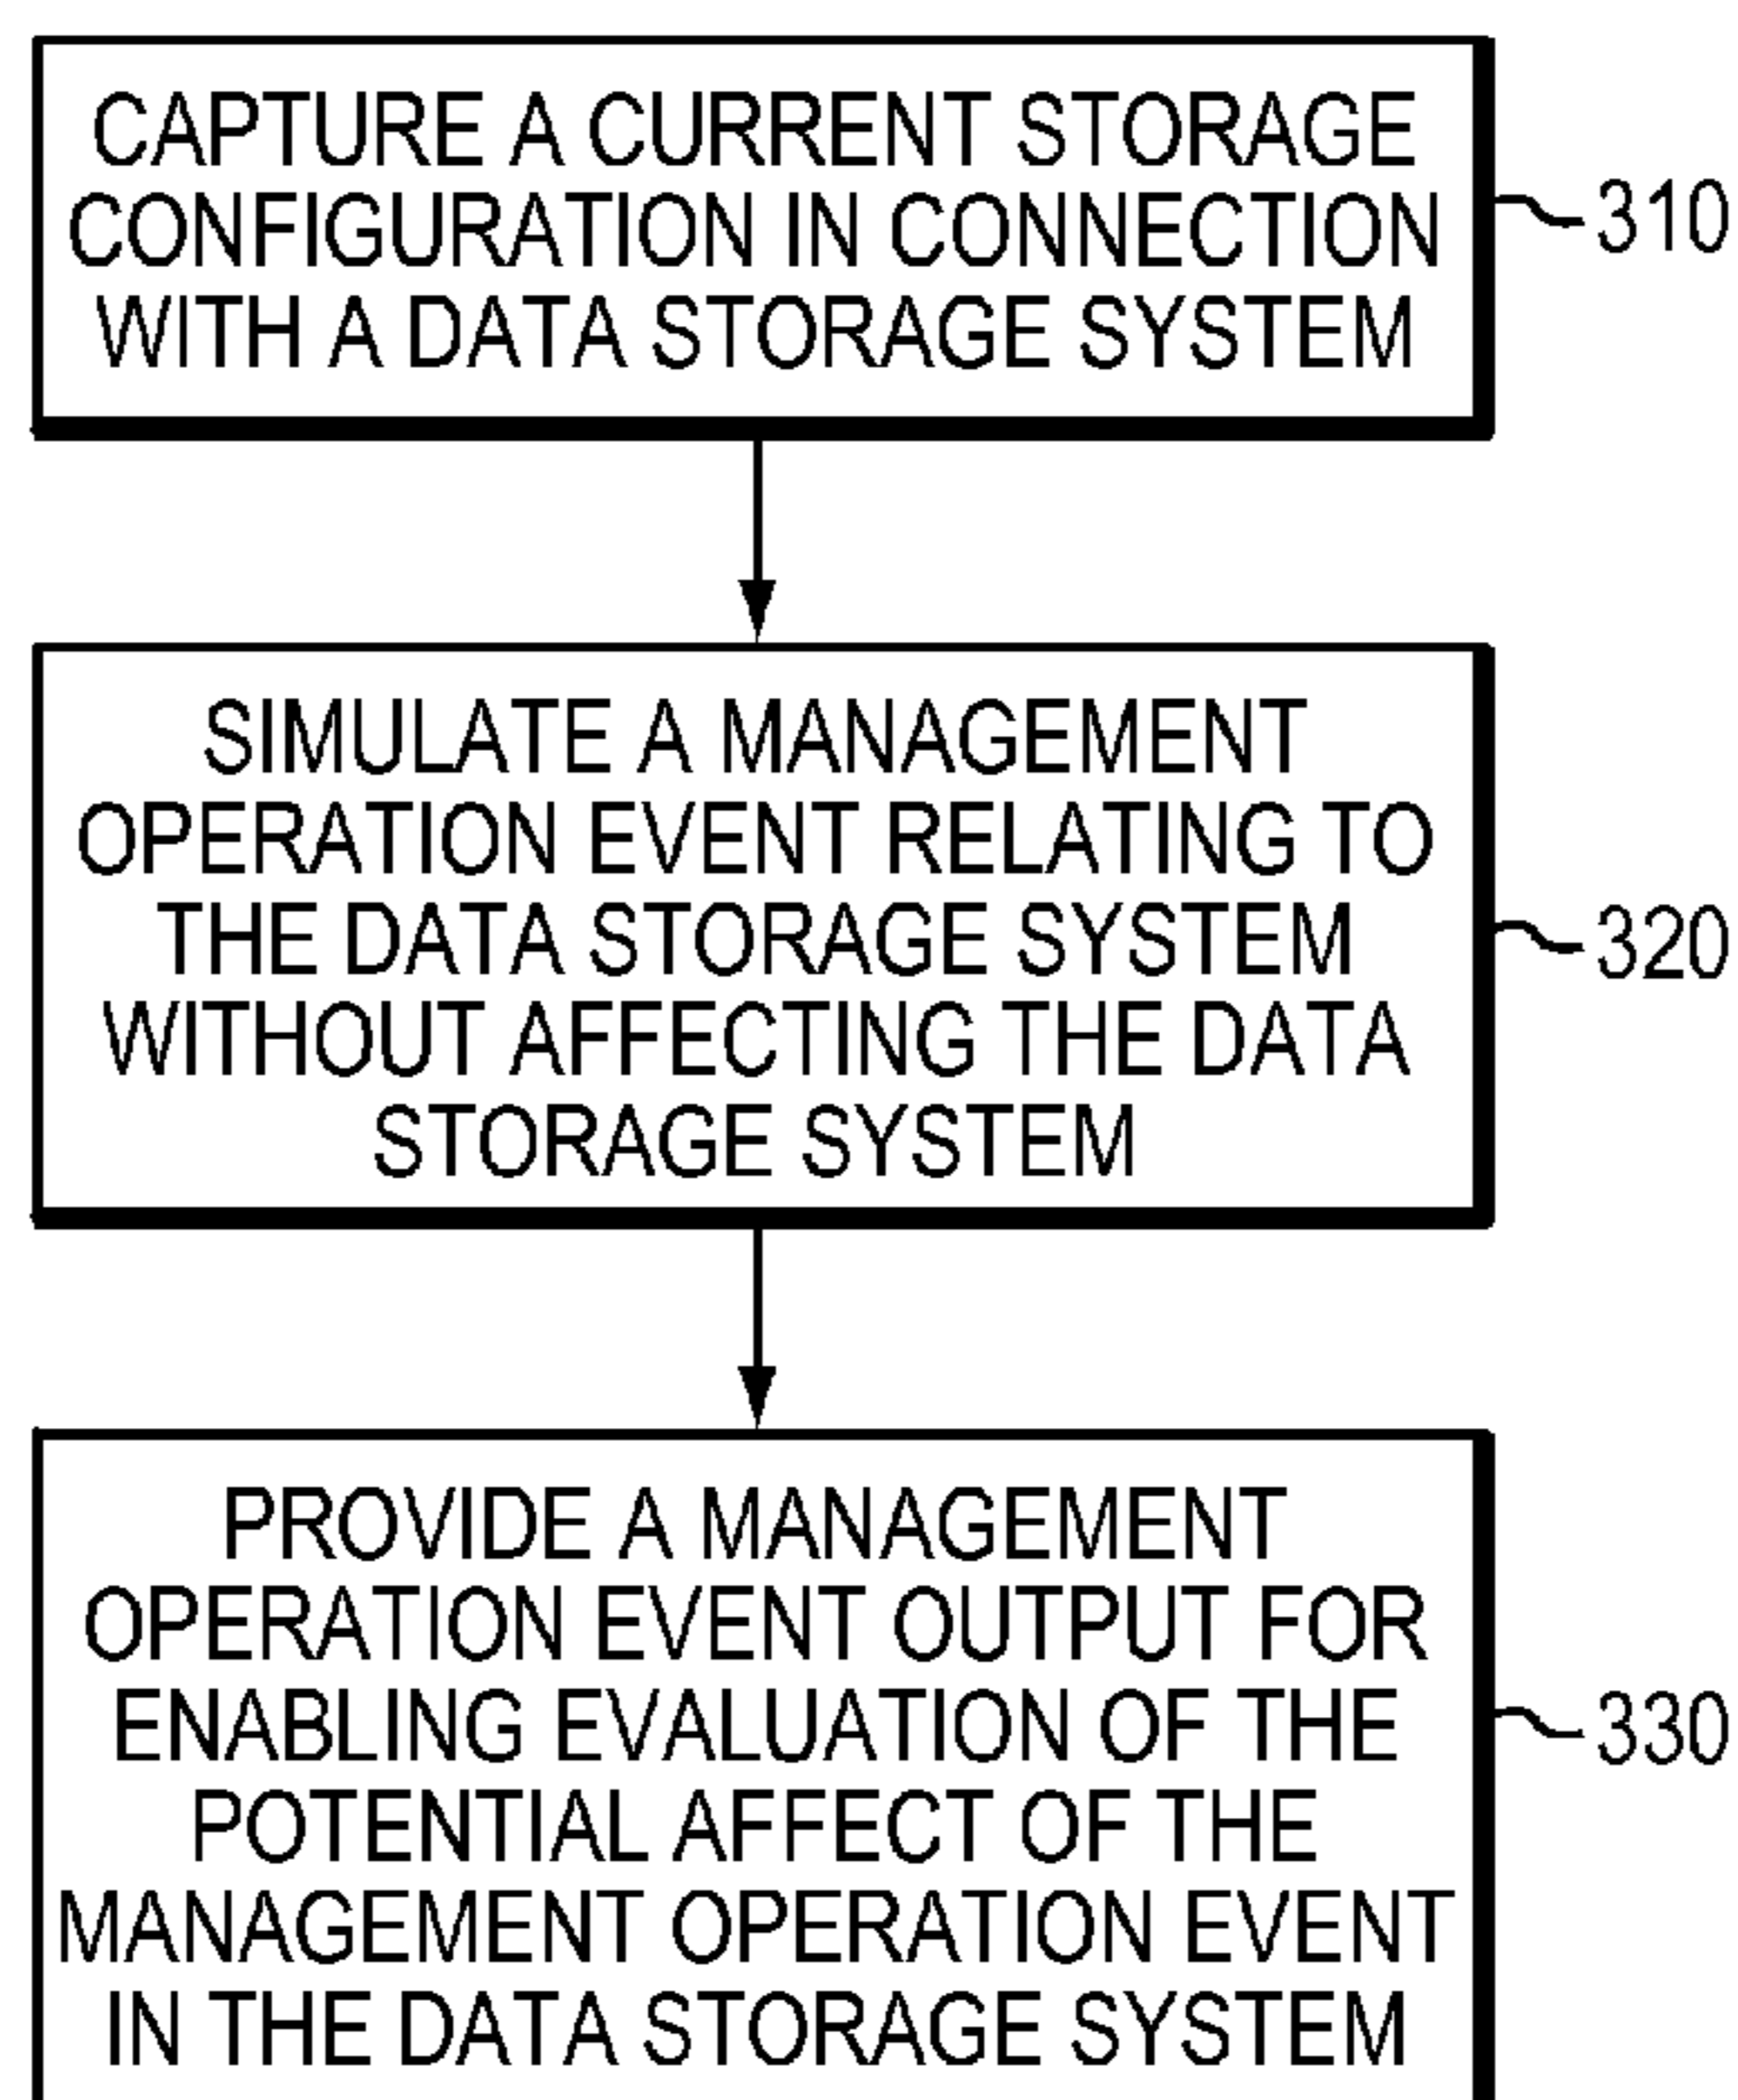 CAPTURE A CURRENT STORAGE
CONFIGURATION IN CONNECTION
WITH A DATA STORAGE SYSTEM
310
SIMULATE A MANAGEMENT
OPERATION EVENT RELATING TO
THE DATA STORAGE SYSTEM
WITHOUT AFFECTING THE DATA
STORAGE SYSTEM
320
PROVIDE A MANAGEMENT
OPERATION EVENT OUTPUT FOR
ENABLING EVALUATION OF THE
POTENTIAL AFFECT OF THE
MANAGEMENT OPERATION EVENT
IN THE DATA STORAGE SYSTEM
330